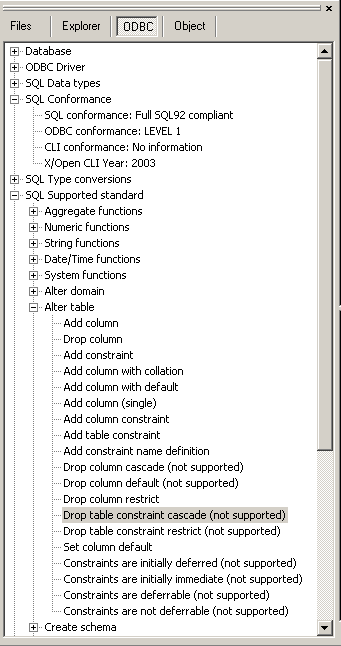 Files Explorer ODBC Object
Database
ODBC Driver
SQL Data types
SQL Conformance
SQL conformance: Full SQL92 compliant
ODBC conformance: LEVEL 1
CLI conformance: No information
X/Open CLI Year: 2003
SQL Type conversions
SQL Supported standard
Aggregate functions
Numeric functions
String functions
Date/Time functions
System functions
Alter domain
Alter table
Add column
Drop column
Add constraint
Add column with collation
Add column with default
Add column (single)
Add column constraint
Add table constraint
Add constraint name definition
Drop column cascade (not supported)
Drop column default (not supported)
Drop column restrict
Drop table constraint cascade (not supported)
Drop table constraint restrict (not supported)
Set column default
Constraints are initially deferred (not supported)
Constraints are initially immediate (not supported)
Constraints are deferrable (not supported)
Constraints are not deferrable (not supported)
Create schema